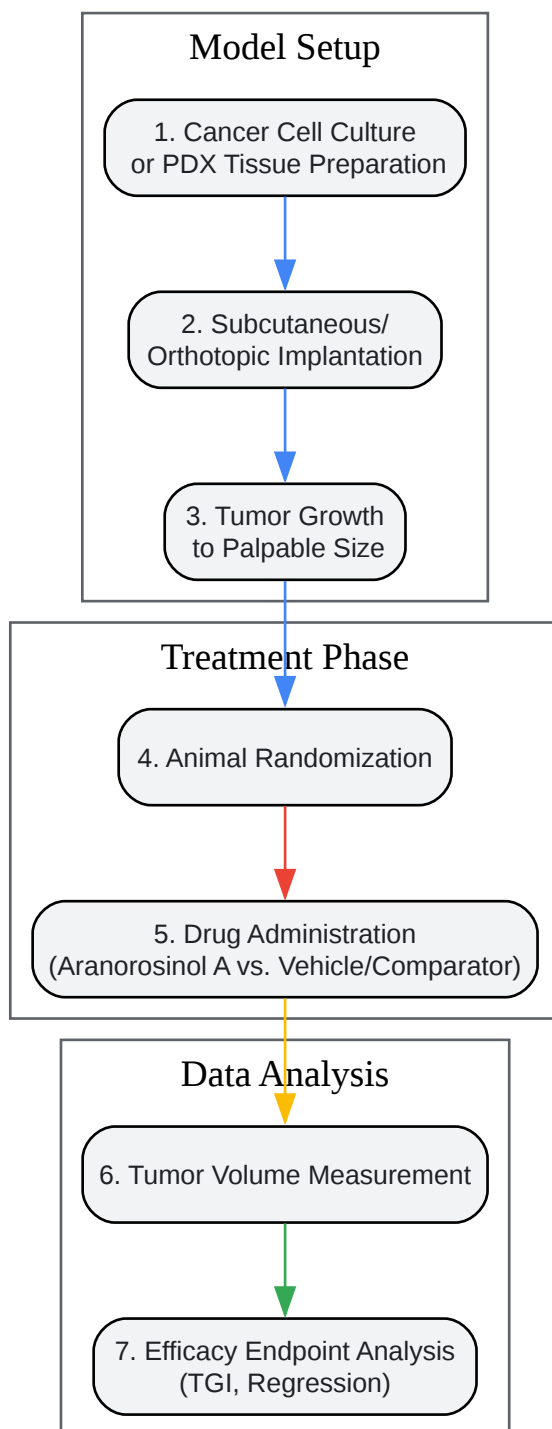 Model Setup
1. Cancer Cell Culture
or PDX Tissue Preparation
2. Subcutaneous/
Orthotopic Implantation
3. Tumor Growth
to Palpable Size
Treatment Phase
4. Animal Randomization
5. Drug Administration
(Aranorosinol A vs. Vehicle/Comparator)
Data Analysis
6. Tumor Volume Measurement
7. Efficacy Endpoint Analysis
(TGI, Regression)